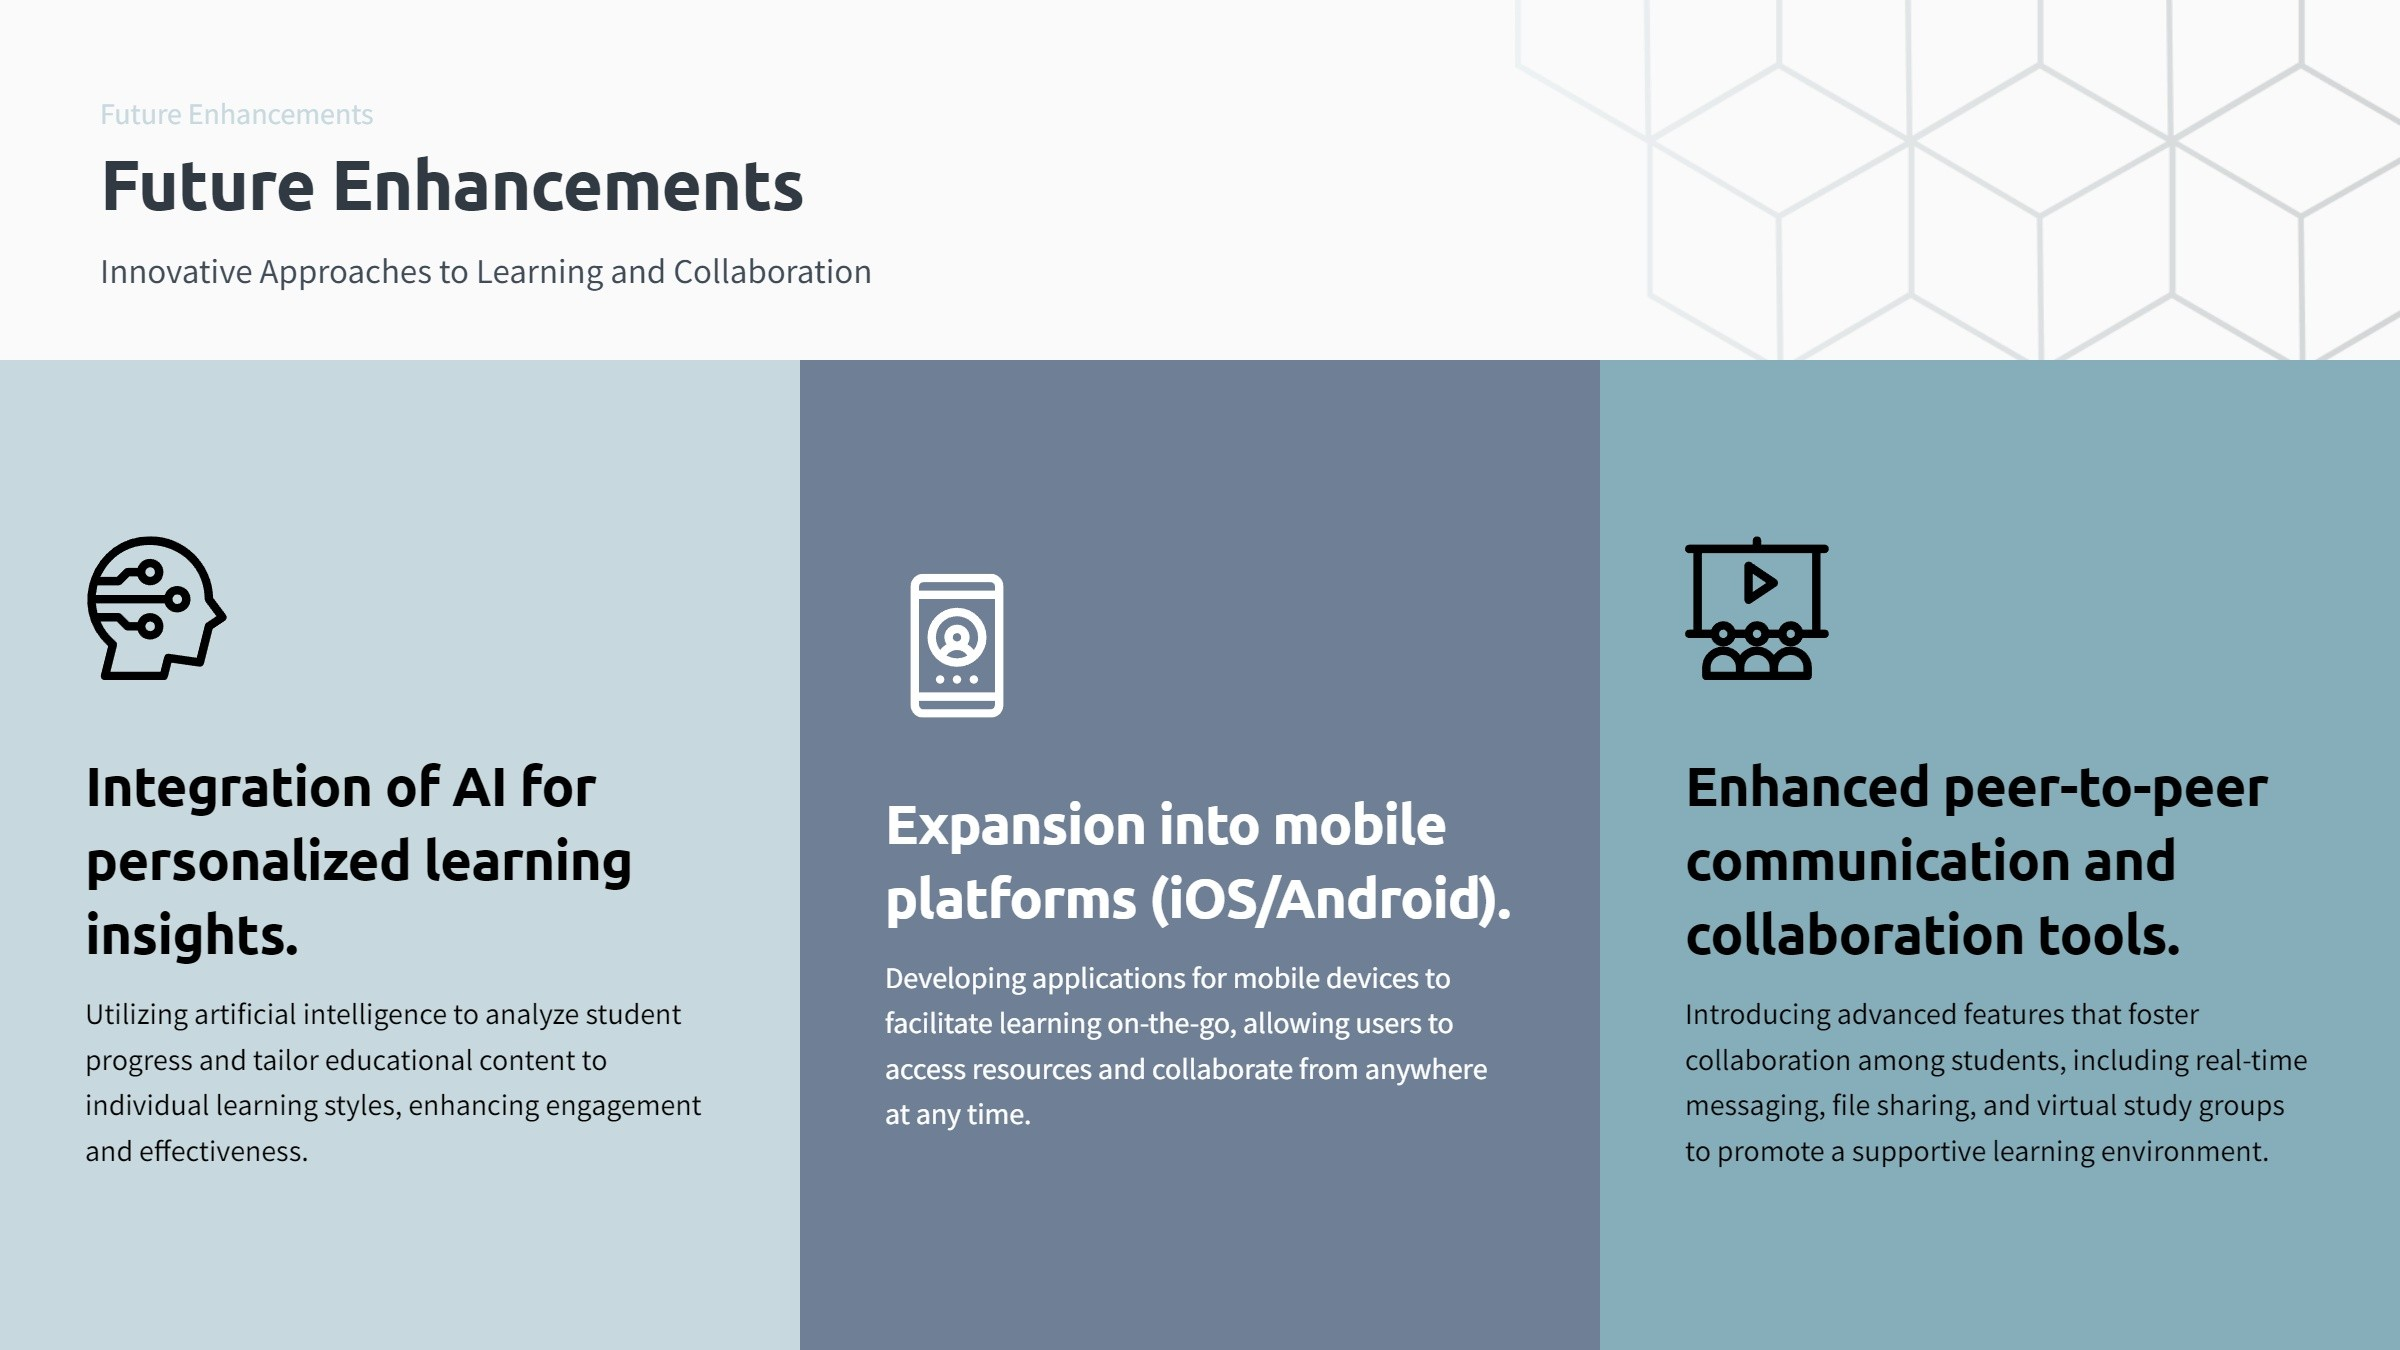 Future Enhancements
Future Enhancements
Innovative Approaches to Learning and Collaboration
Integration of AI for
personalized learning
insights.
Utilizing artificial intelligence to analyze student
progress and tailor educational content to
individual learning styles, enhancing engagement
and effectiveness.
Expansion into mobile
platforms (iOS/Android).
Developing applications for mobile devices to
facilitate learning on-the-go, allowing users to
access resources and collaborate from anywhere
at any time.
Enhanced peer-to-peer
communication and
collaboration tools.
Introducing advanced features that foster
collaboration among students, including real-time
messaging, file sharing, and virtual study groups
to promote a supportive learning environment.